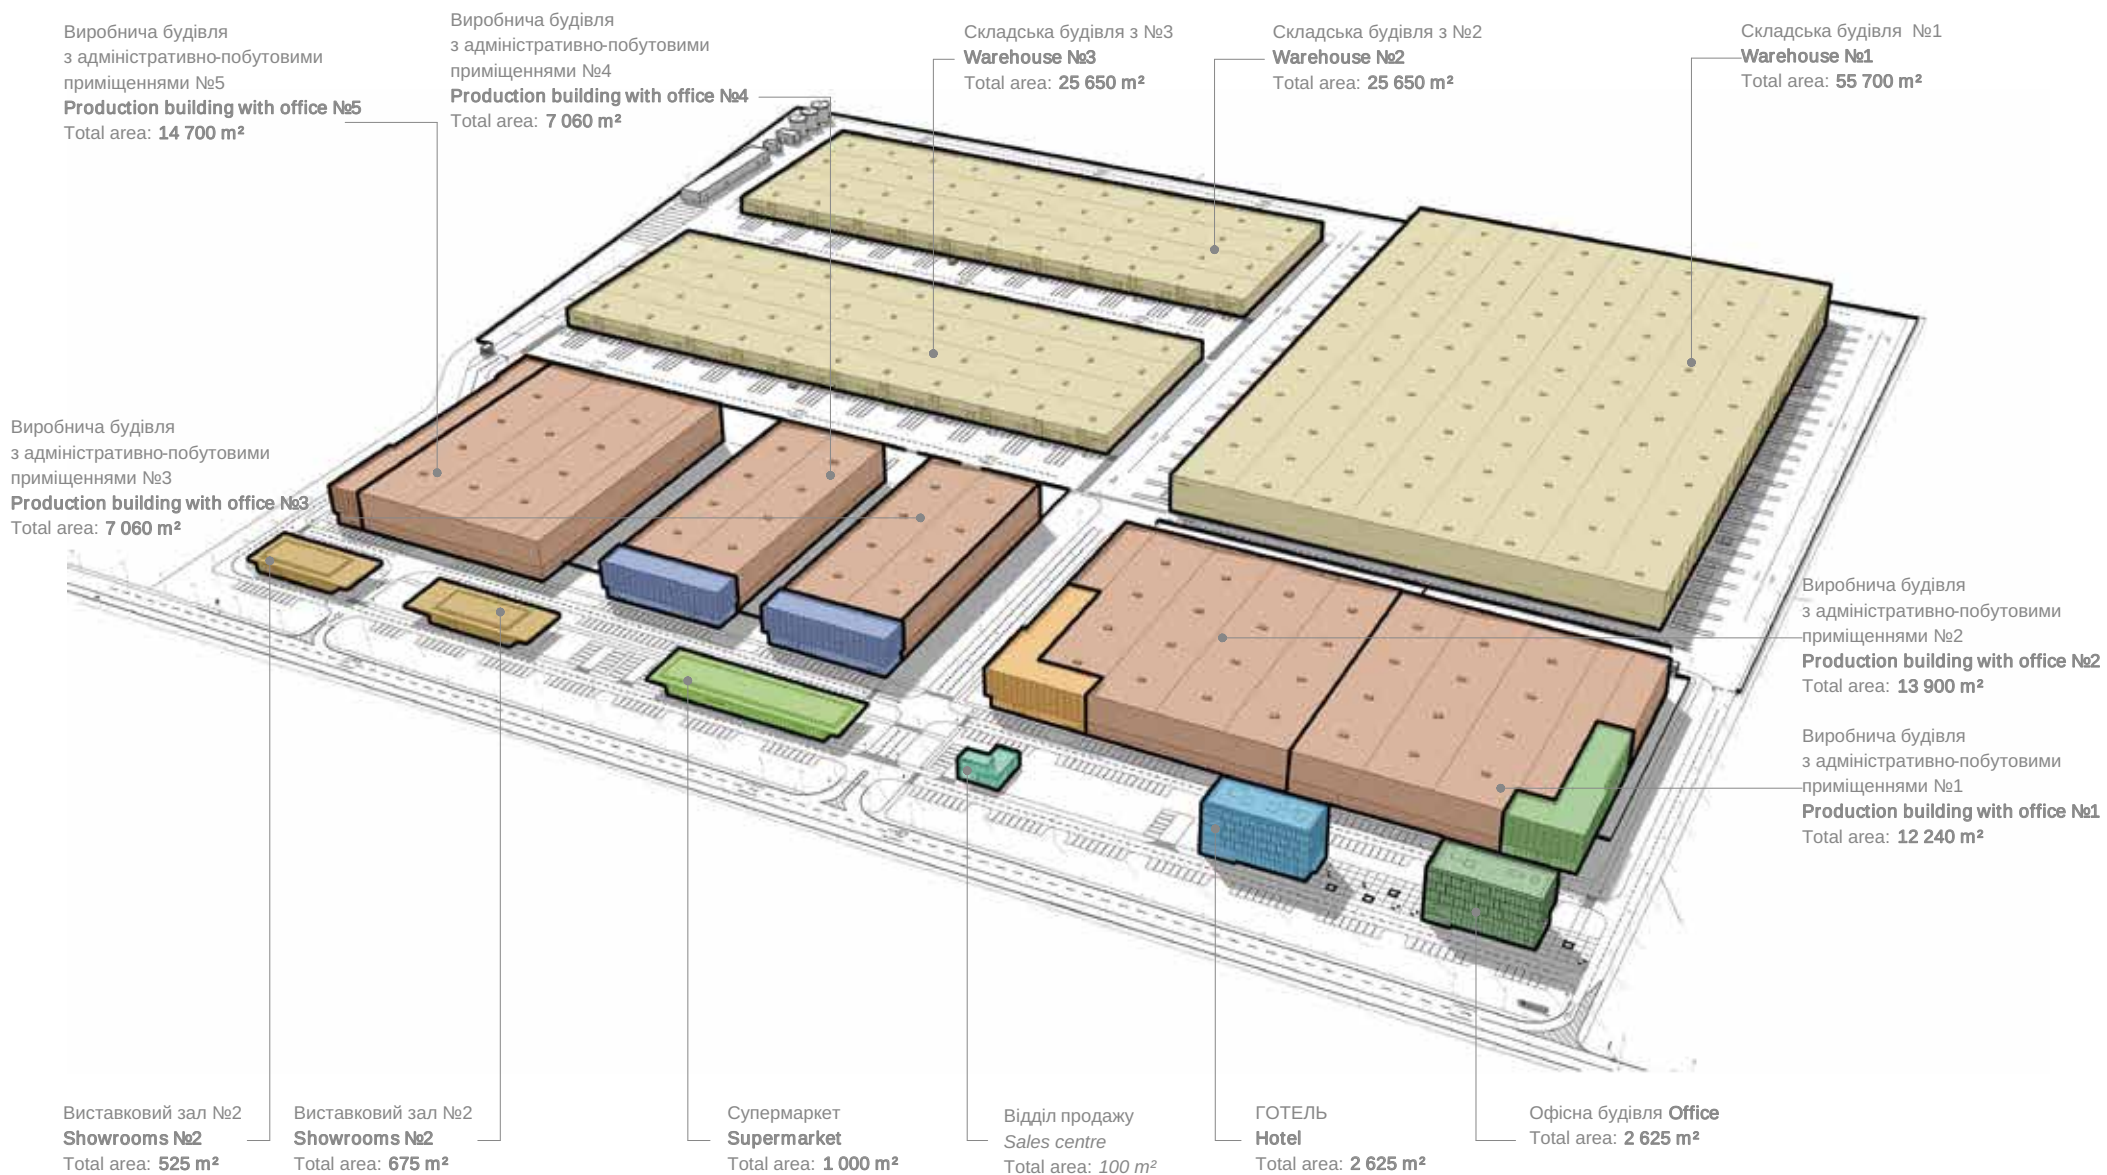 Виробнича будівля
з адміністративно-побутовими
приміщеннями №5
Production building with office №5
Total area: 14 700 m²
Виробнича будівля
з адміністративно-побутовими
приміщеннями №4
Production building with office №4
Total area: 7 060 m²
Складська будівля з №3
Warehouse №3
Total area: 25 650 m²
Складська будівля з №2
Warehouse №2
Total area: 25 650 m²
Складська будівля №1
Warehouse №1
Total area: 55 700 m²
Виробнича будівля
з адміністративно-побутовими
приміщеннями №3
Production building with office №3
Total area: 7 060 m²
Виробнича будівля
з адміністративно-побутовими
приміщеннями №2
Production building with office №2
Total area: 13 900 m²
Виробнича будівля
з адміністративно-побутовими
приміщеннями №1
Production building with office №1
Total area: 12 240 m²
Виставковий зал №2
Showrooms №2
Total area: 525 m²
Виставковий зал №2
Showrooms №2
Total area: 675 m²
Супермаркет
Supermarket
Total area: 1 000 m²
Відділ продажу
Sales centre
Total area: 100 m²
ГОТЕЛЬ
Hotel
Total area: 2 625 m²
Офісна будівля Office
Total area: 2 625 m²